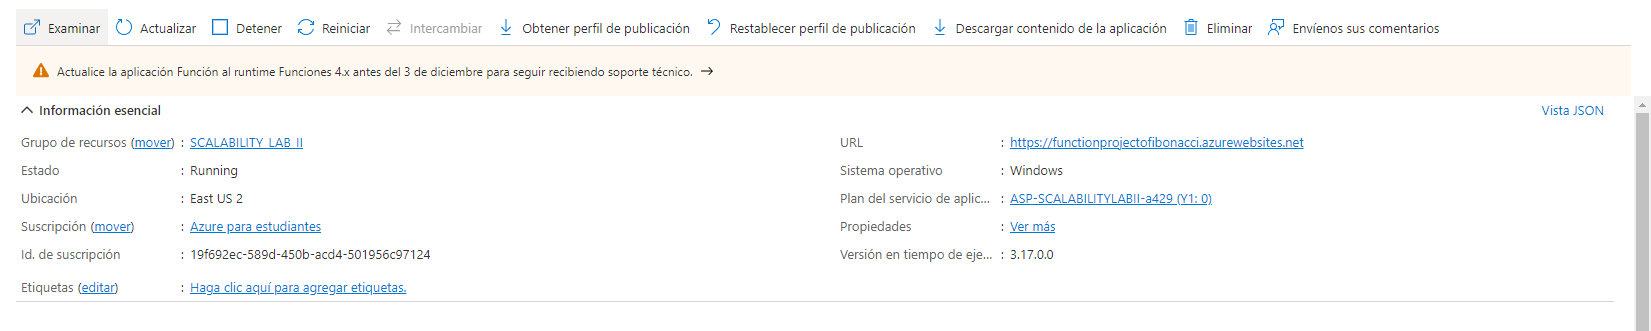 Examinar Actualizar Detener Reiniciar Intercambiar Obtener perfil de publicación Restablecer perfil de publicación Descargar contenido de la aplicación Eliminar Envíenos sus comentarios
Actualice la aplicación Función al runtime Funciones 4.x antes del 3 de diciembre para seguir recibiendo soporte técnico. →
Información esencial Vista JSON
Grupo de recursos (mover) : SCALABILITY_LAB_II URL : https://functionprojectofibonacci.azurewebsites.net
Estado : Running Sistema operativo : Windows
Ubicación : East US 2 Plan del servicio de aplic... : ASP-SCALABILITYLABII-a429 (Y1: 0)
Suscripción (mover) : Azure para estudiantes Propiedades : Ver más
Id. de suscripción : 19f692ec-589d-450b-acd4-501956c97124 Versión en tiempo de eje... : 3.17.0.0
Etiquetas (editar) : Haga clic aquí para agregar etiquetas.